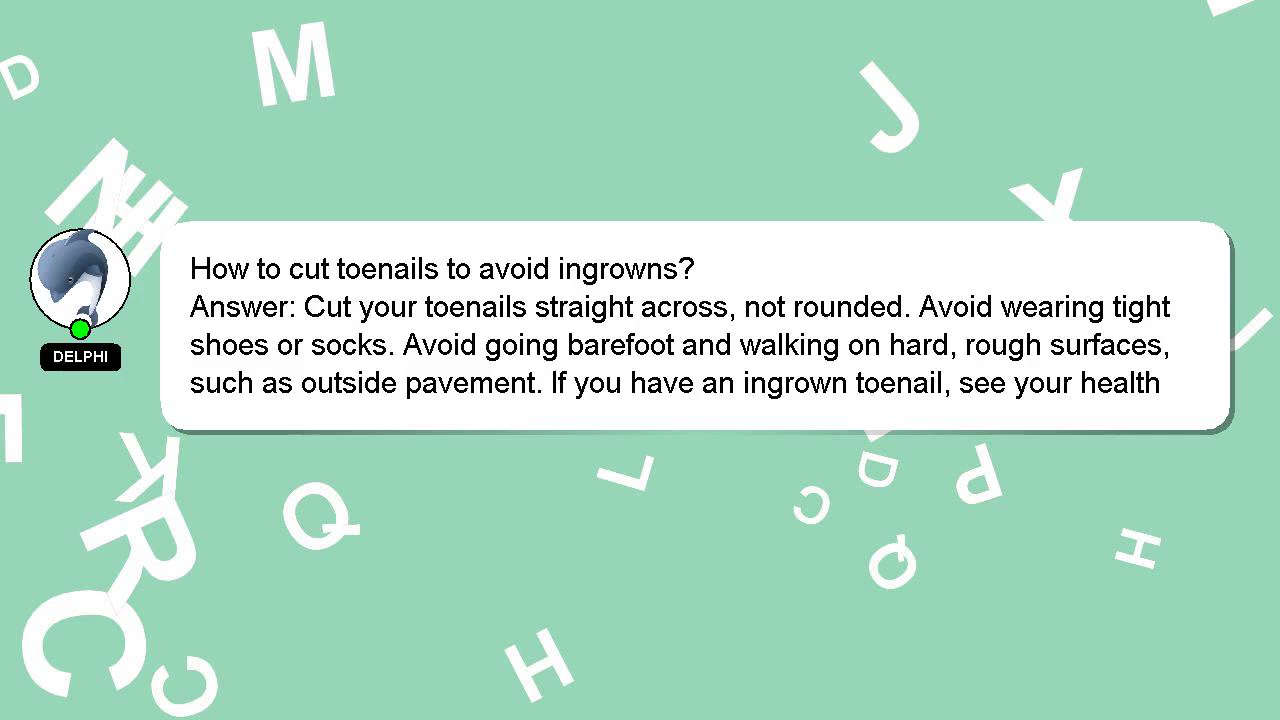 D
M
J
N
H
H
X
How to cut toenails to avoid ingrowns?
Answer: Cut your toenails straight across, not rounded. Avoid wearing tight
shoes or socks. Avoid going barefoot and walking on hard, rough surfaces,
such as outside pavement. If you have an ingrown toenail, see your health
DELPHI
K
R
C
C
Q
L
D
C
P
Q
H
H